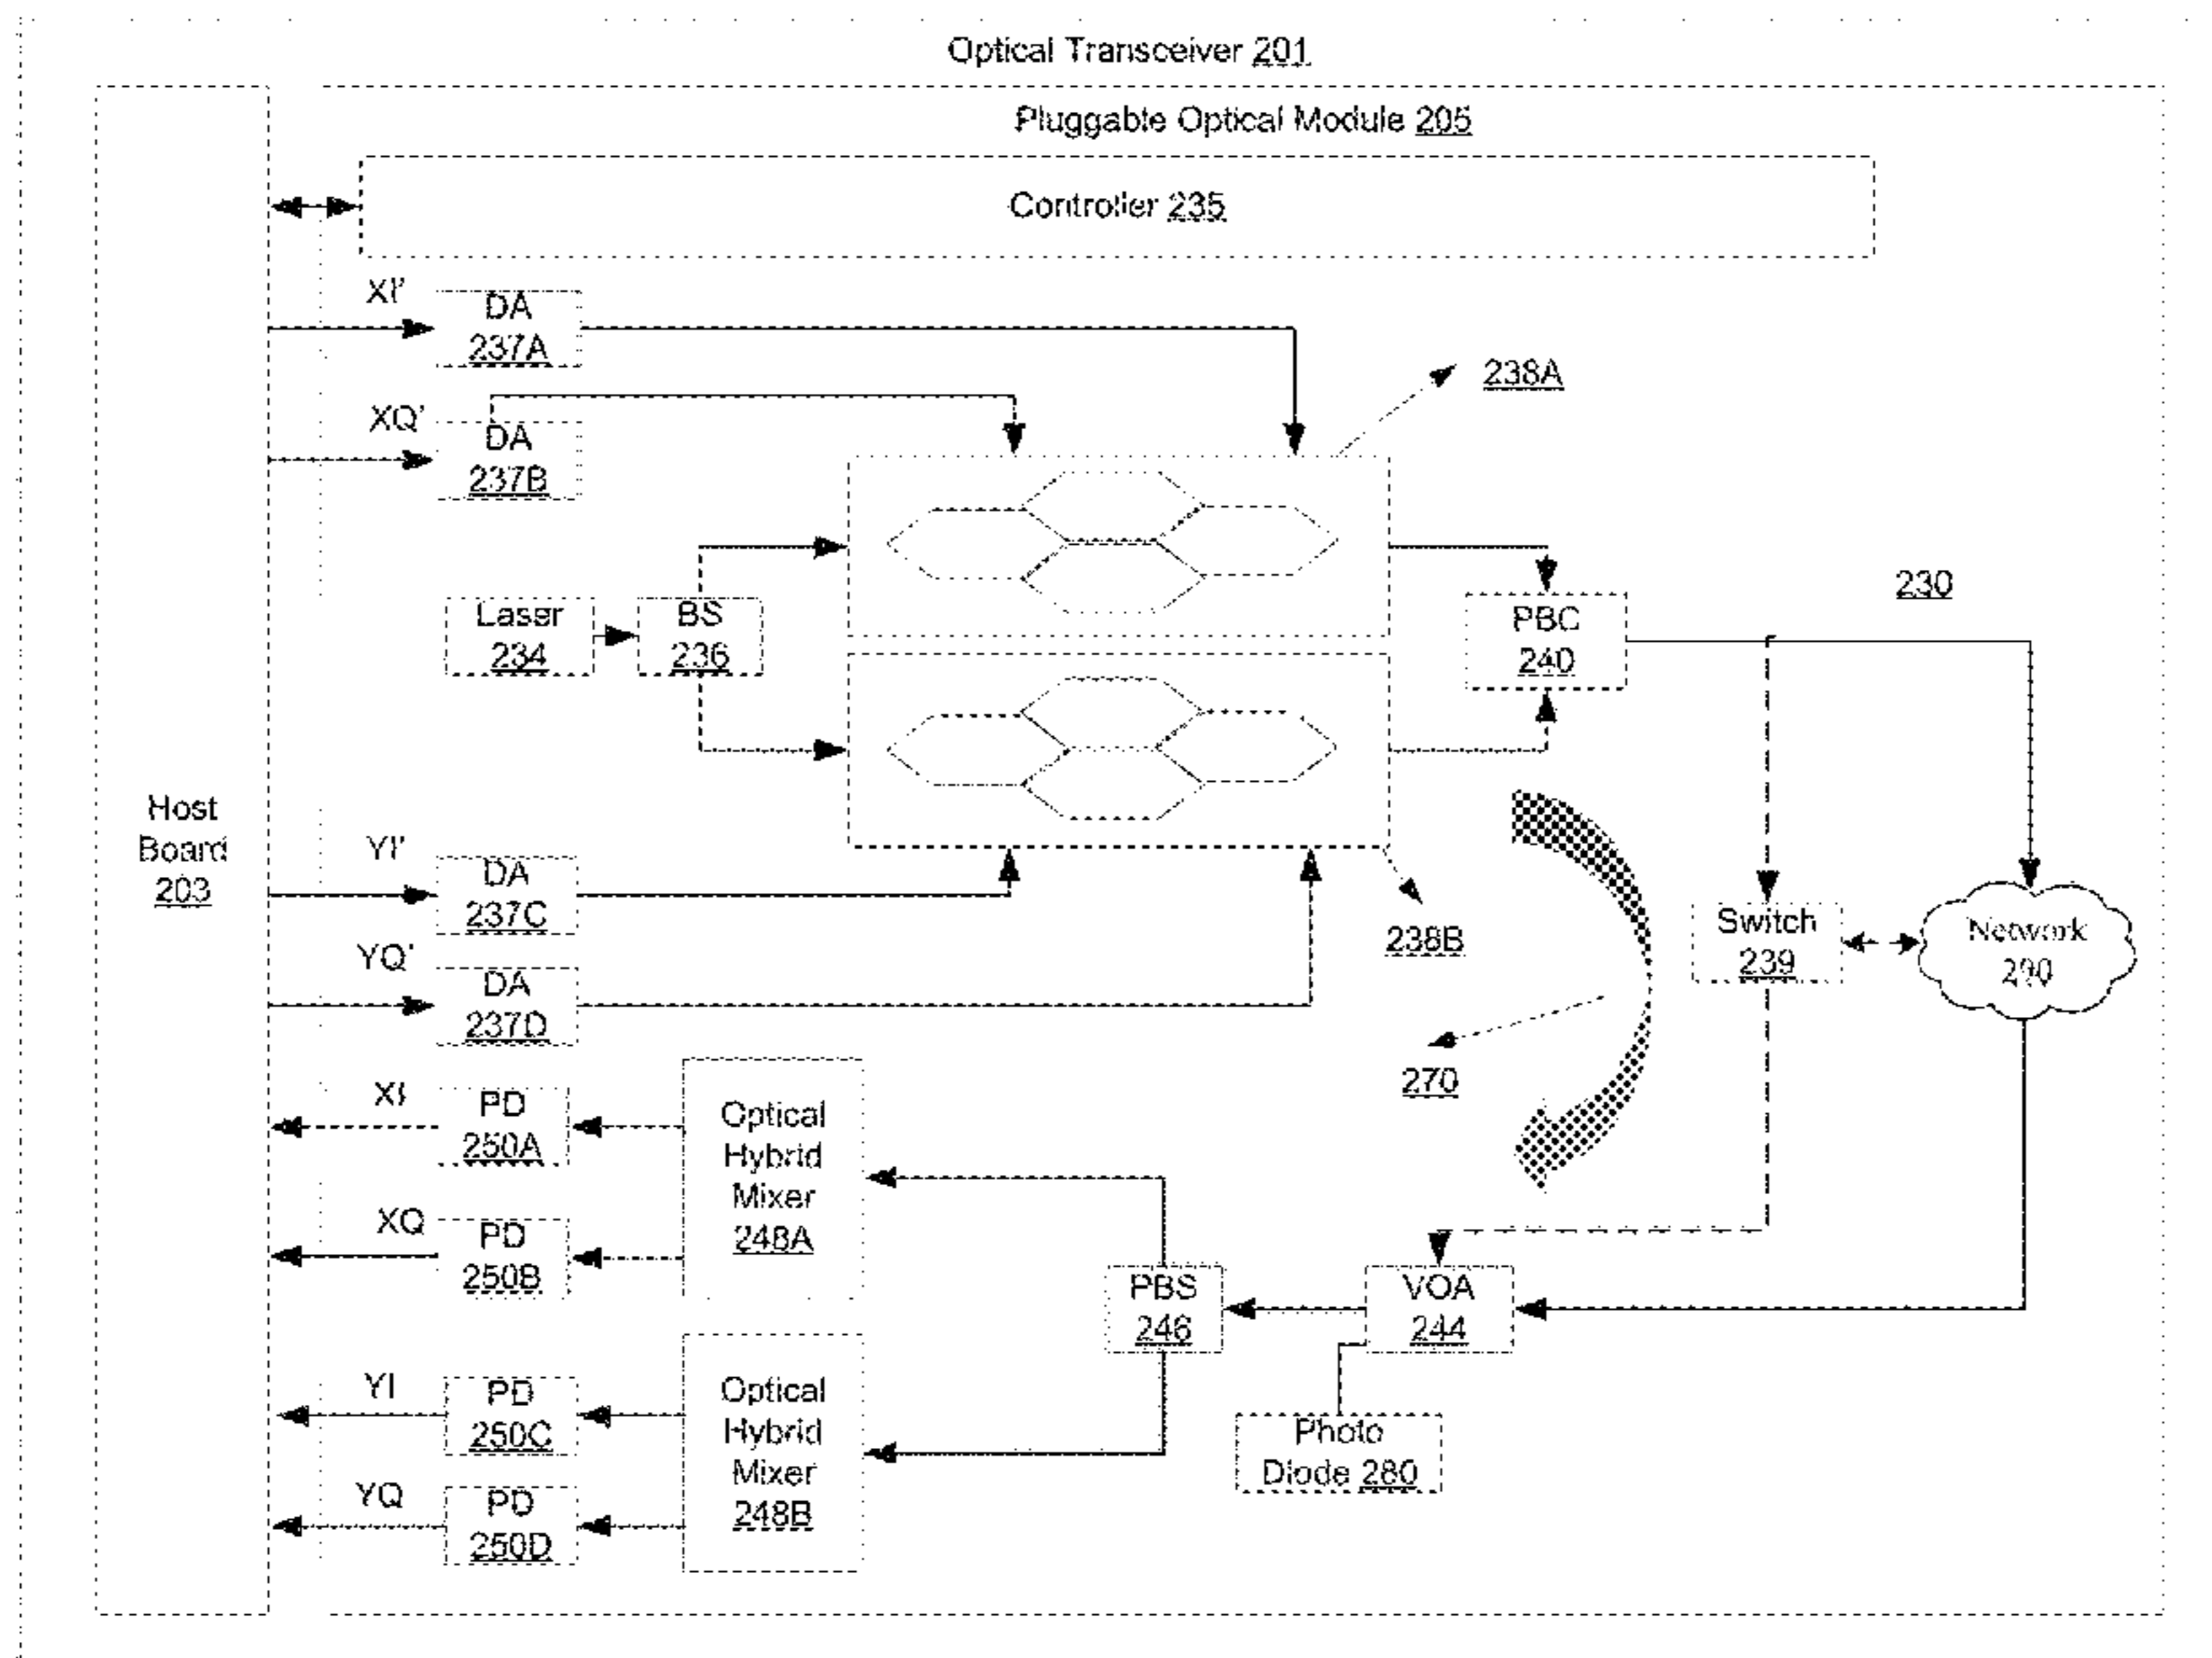 Optical Transceiver 201
Pluggable Optical Module 205
Controller 235
XI'
DA
237A
238A
XQ'
DA
237B
Laser
234
BS
236
PBC
240
230
Host
Board
203
YI'
DA
237C
238B
Switch
239
Network
290
YQ'
DA
237D
270
XI
PD
250A
Optical
Hybrid
Mixer
248A
XQ
PD
250B
PBS
246
VOA
244
YI
PD
250C
Optical
Hybrid
Mixer
248B
Photo
Diode 280
YQ
PD
250D